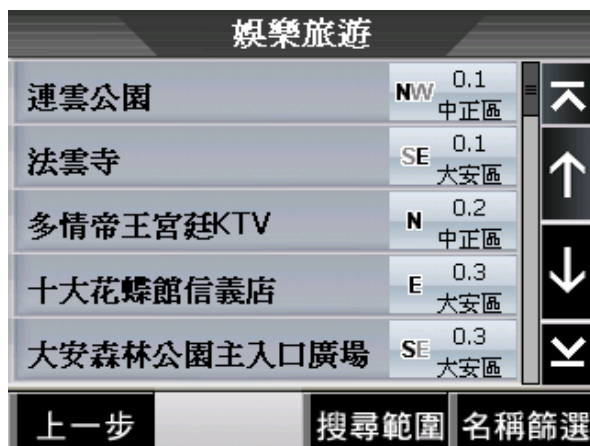 娛樂旅遊
連雲公園 NW 0.1 中正區
法雲寺 SE 0.1 大安區
多情帝王宮廷KTV N 0.2 中正區
十大花蝶館信義店 E 0.3 大安區
大安森林公園主入口廣場 SE 0.3 大安區
上一步 搜尋範圍 名稱篩選